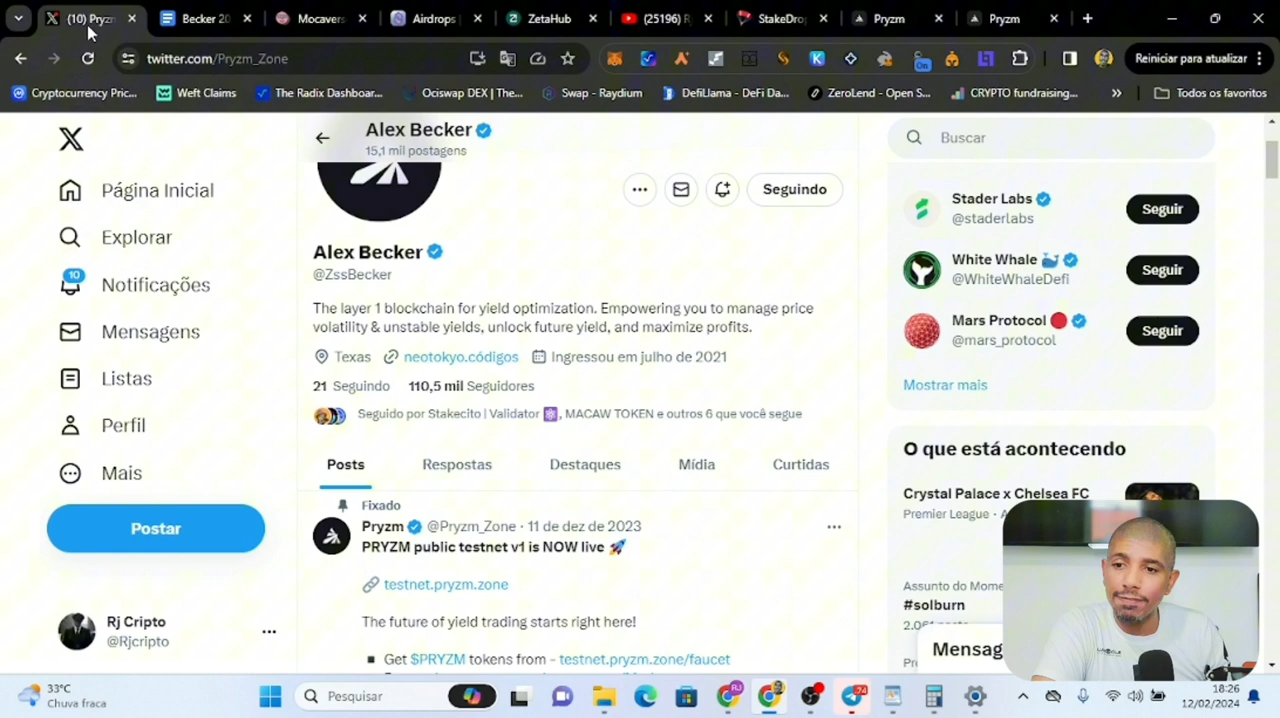 (10) Pryzm
Becker 20
Mocavers
Airdrops
ZetaHub
(25196) R
StakeDrop
Pryzm
Pryzm
twitter.com/Pryzm_Zone
On
Reiniciar para atualizar
Cryptocurrency Pric...
Weft Claims
The Radix Dashboar...
Ociswap DEX | The...
Swap - Raydium
DefiLlama - DeFi Da...
ZeroLend - Open S...
CRYPTO fundraising...
Todos os favoritos
Alex Becker
15,1 mil postagens
Buscar
Página Inicial
Explorar
10
Notificações
Mensagens
Listas
Perfil
Mais
Postar
Rj Cripto
@Rjcripto
Seguindo
Alex Becker
@ZssBecker
The layer 1 blockchain for yield optimization. Empowering you to manage price
volatility & unstable yields, unlock future yield, and maximize profits.
Texas neotokyo.códigos Ingressou em julho de 2021
21 Seguindo 110,5 mil Seguidores
Seguido por Stakecito | Validator ⚛, MACAW TOKEN e outros 6 que você segue
Posts Respostas Destaques Mídia Curtidas
Fixado
Pryzm @Pryzm_Zone · 11 de dez de 2023
PRYZM public testnet v1 is NOW live 🚀
🔗 testnet.pryzm.zone
The future of yield trading starts right here!
▪ Get $PRYZM tokens from - testnet.pryzm.zone/faucet
Stader Labs
@staderlabs
Seguir
White Whale 🐳
@WhiteWhaleDefi
Seguir
Mars Protocol 🔴
@mars_protocol
Seguir
Mostrar mais
O que está acontecendo
Crystal Palace x Chelsea FC
Premier League ·
Assunto do Mome
#solburn
Mensag
33°C
Chuva fraca
Pesquisar
RJ
74
18:26
12/02/2024